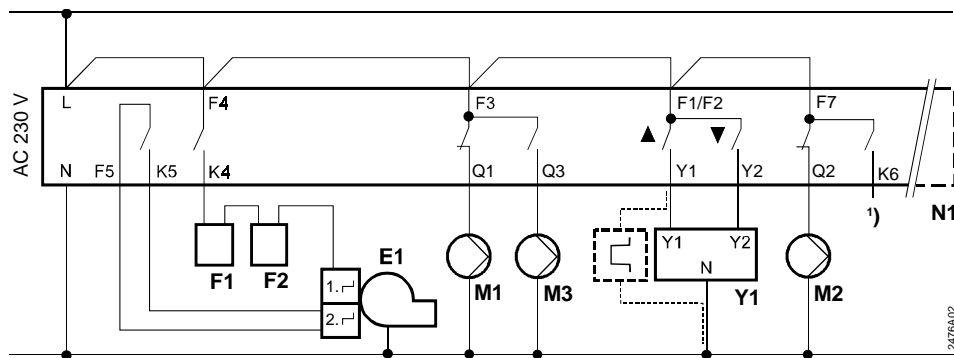 AC 230 V
L F4 F3 F1/F2 F7
▲ ▼
N F5 K5 K4 Q1 Q3 Y1 Y2 Q2 K6
¹) N1
Y1 Y2
N
F1 F2 E1 M1 M3 Y1 M2
1.
2.
2476A02